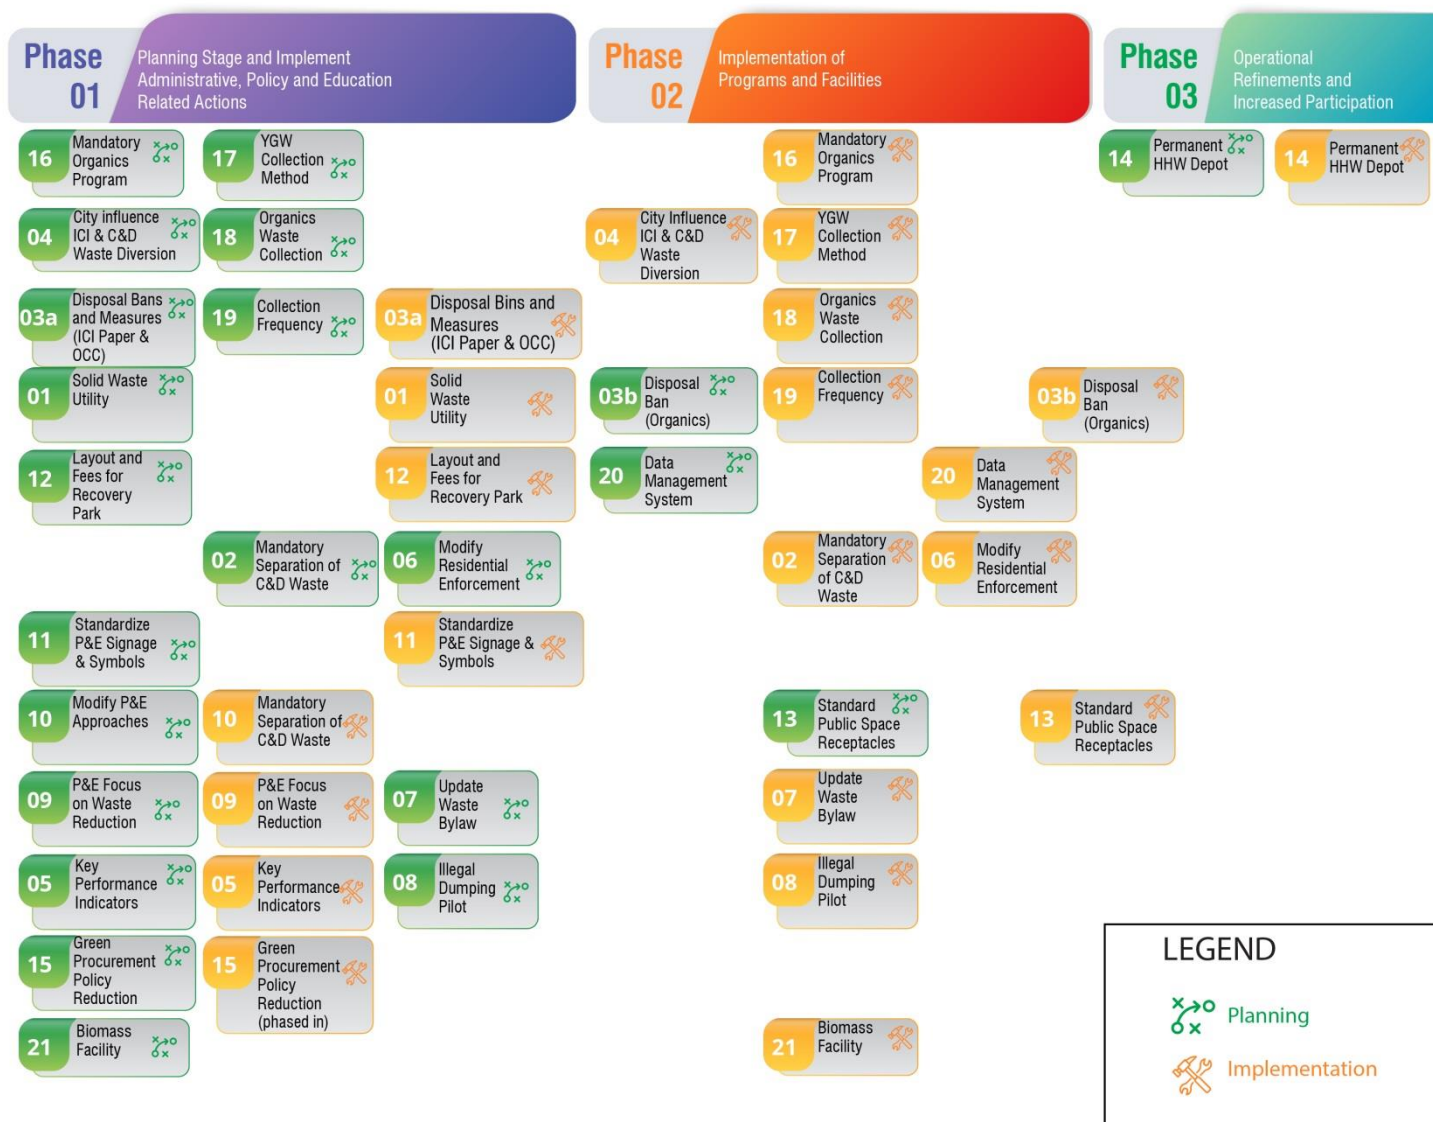 Phase
01
Planning Stage and Implement
Administrative, Policy and Education
Related Actions
Phase
02
Implementation of
Programs and Facilities
Phase
03
Operational
Refinements and
Increased Participation
16
Mandatory
Organics
Program
17
YGW
Collection
Method
16
Mandatory
Organics
Program
14
Permanent
HHW Depot
14
Permanent
HHW Depot
04
City influence
ICI & C&D
Waste Diversion
18
Organics
Waste
Collection
04
City Influence
ICI & C&D
Waste
Diversion
17
YGW
Collection
Method
03a
Disposal Bans
and Measures
(ICI Paper &
OCC)
19
Collection
Frequency
03a
Disposal Bins and
Measures
(ICI Paper & OCC)
18
Organics
Waste
Collection
01
Solid Waste
Utility
01
Solid
Waste
Utility
03b
Disposal
Ban
(Organics)
19
Collection
Frequency
03b
Disposal
Ban
(Organics)
12
Layout and
Fees for
Recovery
Park
12
Layout and
Fees for
Recovery Park
20
Data
Management
System
20
Data
Management
System
02
Mandatory
Separation of
C&D Waste
06
Modify
Residential
Enforcement
02
Mandatory
Separation
of C&D
Waste
06
Modify
Residential
Enforcement
11
Standardize
P&E Signage
& Symbols
11
Standardize
P&E Signage &
Symbols
10
Modify P&E
Approaches
10
Mandatory
Separation of
C&D Waste
13
Standard
Public Space
Receptacles
13
Standard
Public Space
Receptacles
09
P&E Focus
on Waste
Reduction
09
P&E Focus
on Waste
Reduction
07
Update
Waste
Bylaw
07
Update
Waste
Bylaw
05
Key
Performance
Indicators
05
Key
Performance
Indicators
08
Illegal
Dumping
Pilot
08
Illegal
Dumping
Pilot
15
Green
Procurement
Policy
Reduction
15
Green
Procurement
Policy
Reduction
(phased in)
21
Biomass
Facility
21
Biomass
Facility
LEGEND
Planning
Implementation